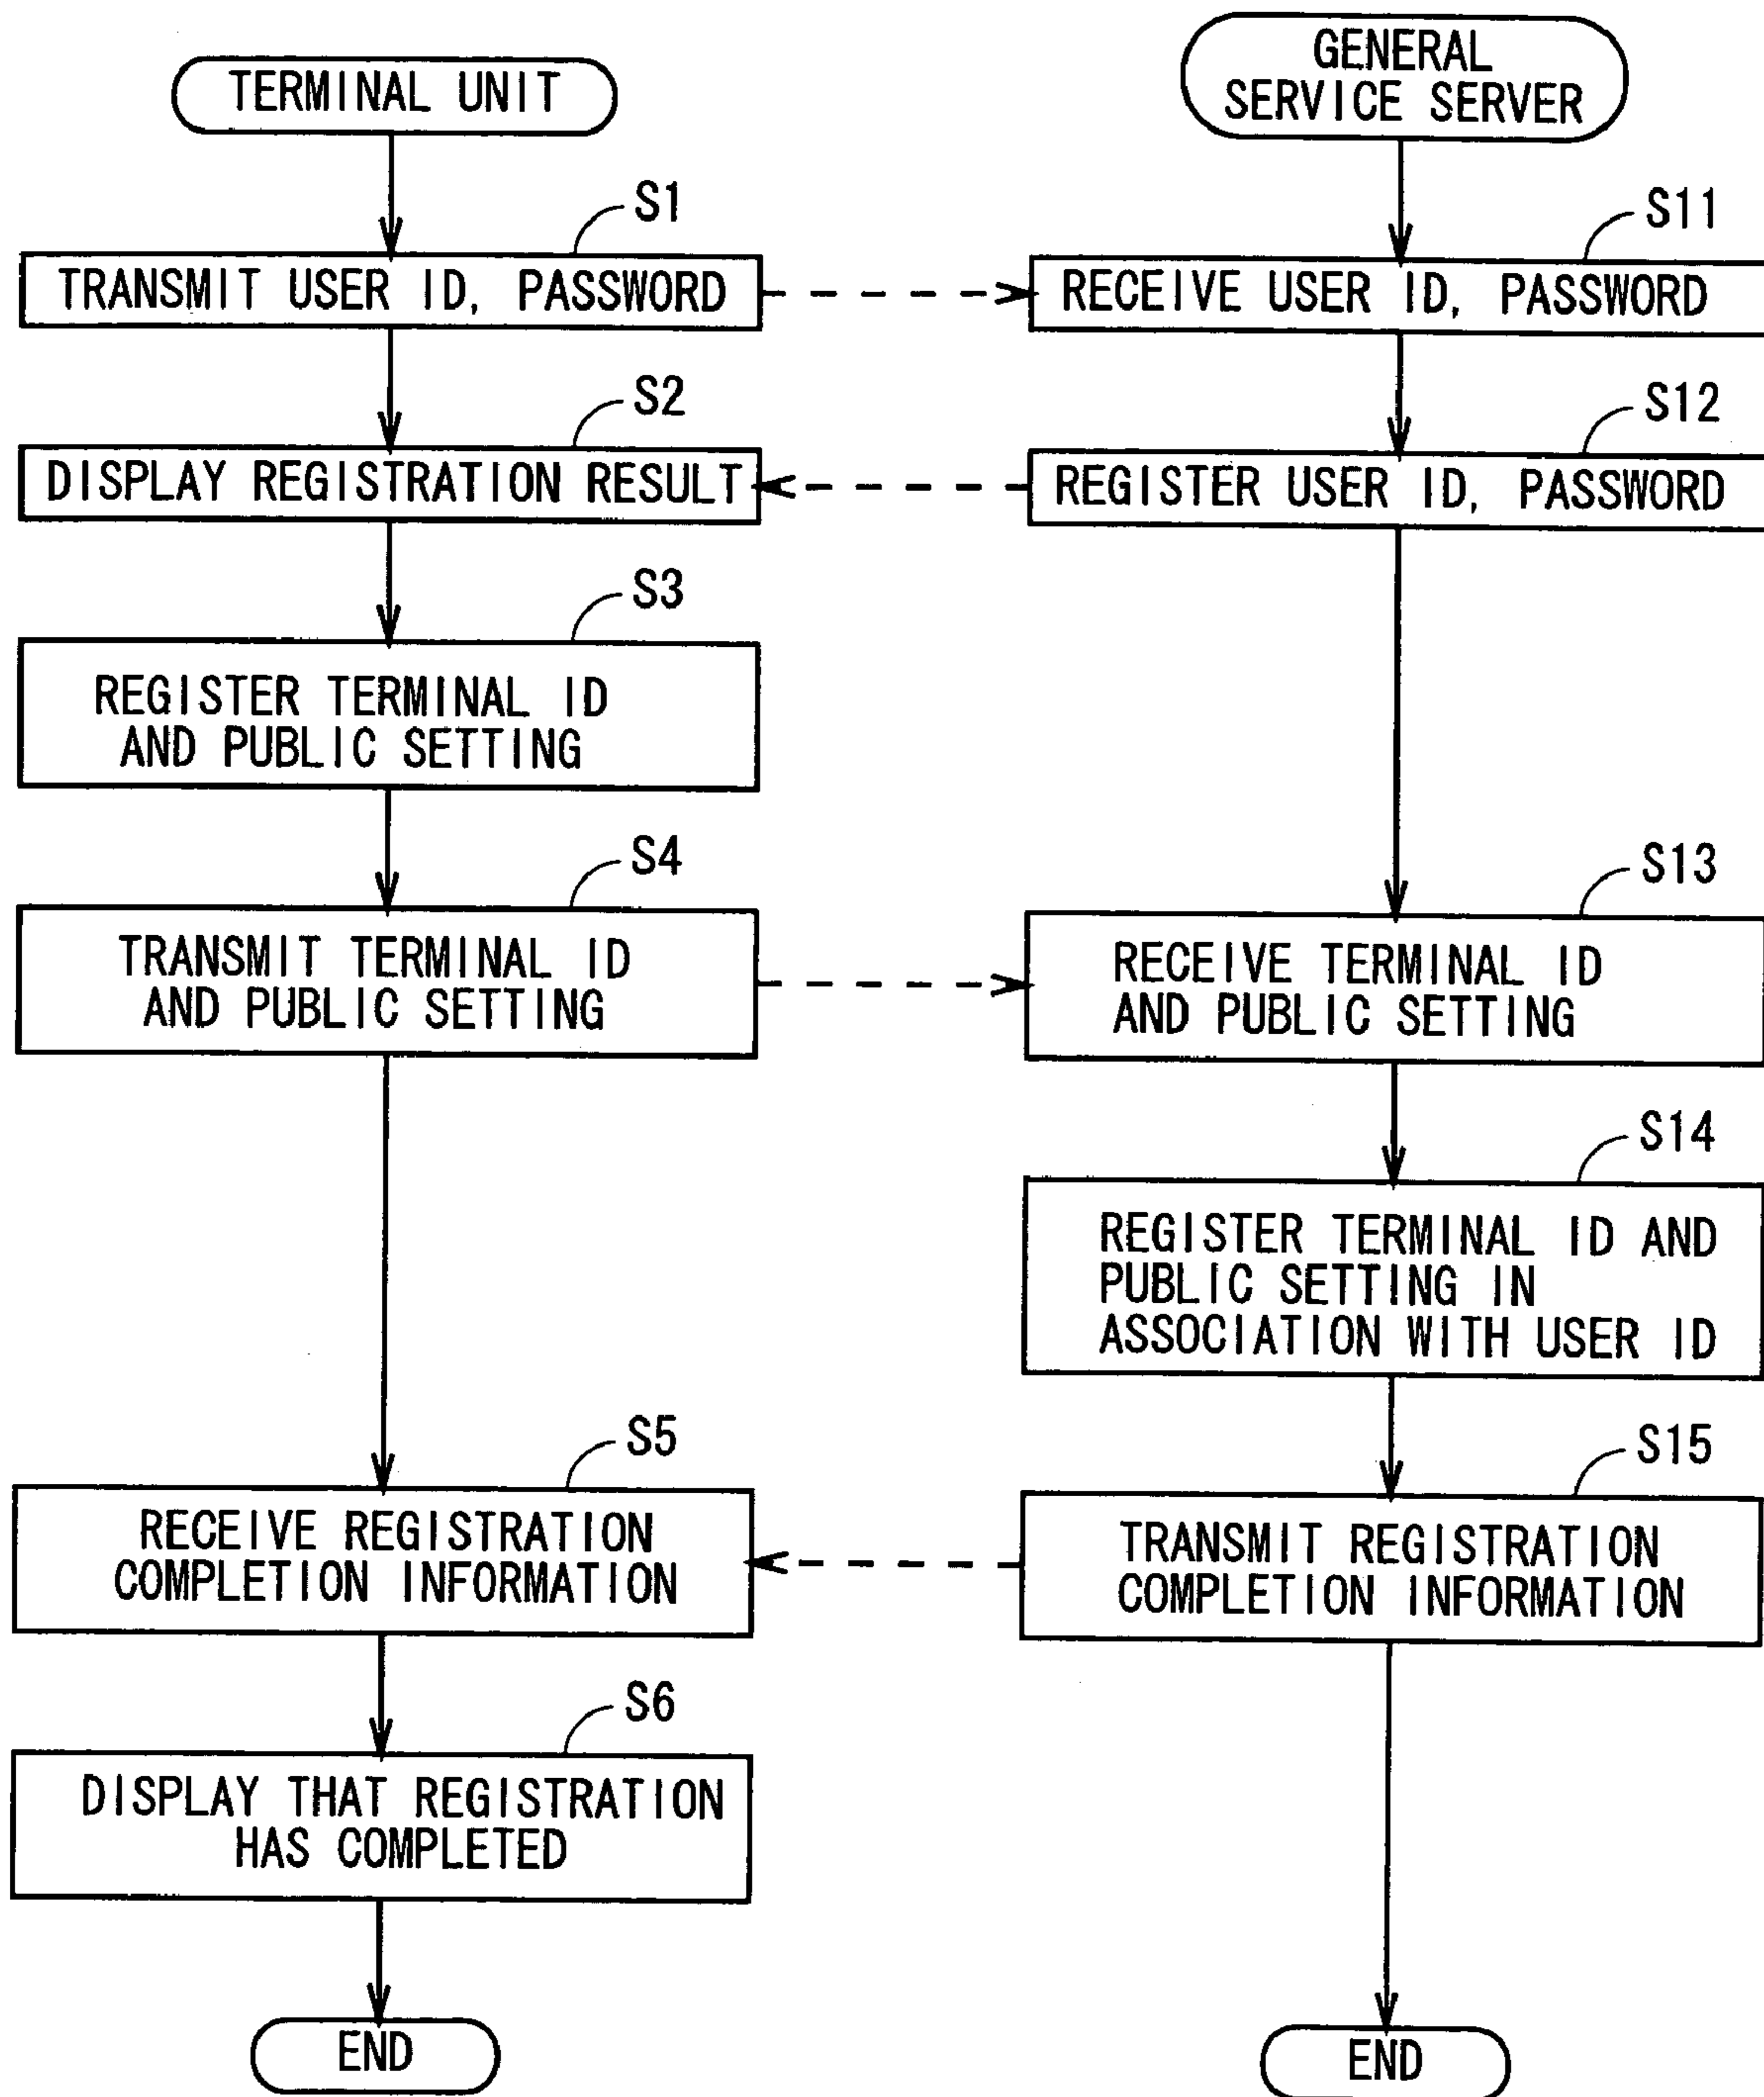 TERMINAL UNIT
S1
TRANSMIT USER ID, PASSWORD
S2
DISPLAY REGISTRATION RESULT
S3
REGISTER TERMINAL ID
AND PUBLIC SETTING
S4
TRANSMIT TERMINAL ID
AND PUBLIC SETTING
S5
RECEIVE REGISTRATION
COMPLETION INFORMATION
S6
DISPLAY THAT REGISTRATION
HAS COMPLETED
END
GENERAL
SERVICE SERVER
S11
RECEIVE USER ID, PASSWORD
S12
REGISTER USER ID, PASSWORD
S13
RECEIVE TERMINAL ID
AND PUBLIC SETTING
S14
REGISTER TERMINAL ID AND
PUBLIC SETTING IN
ASSOCIATION WITH USER ID
S15
TRANSMIT REGISTRATION
COMPLETION INFORMATION
END